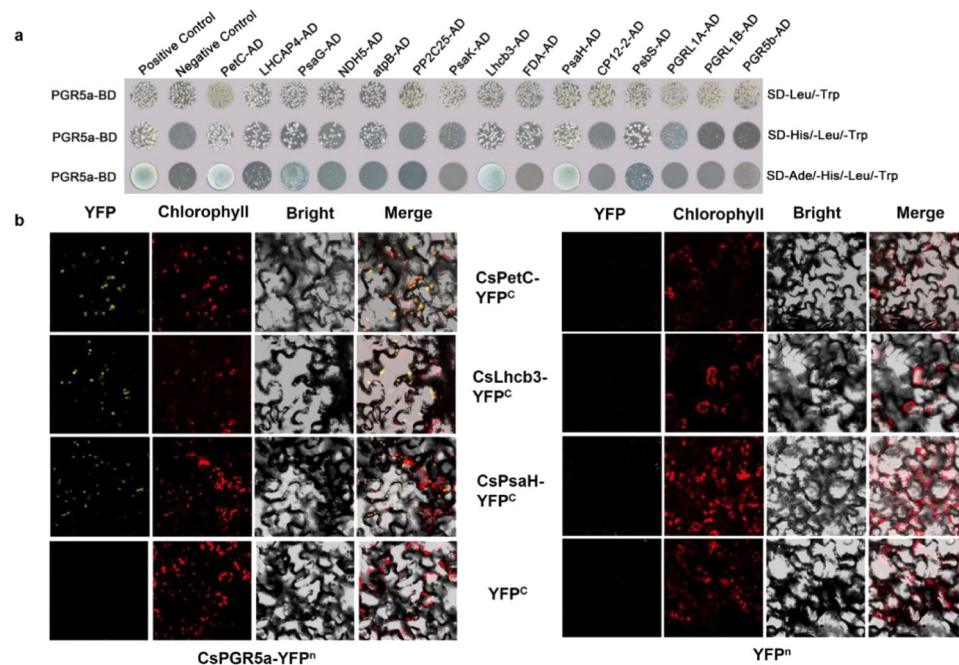 a
Positive Control
Negative Control
PetC-AD
LHCAP4-AD
PsaG-AD
NDH5-AD
atpB-AD
PP2C25-AD
PsaK-AD
Lhcb3-AD
FDA-AD
PsaH-AD
CP12-2-AD
PsbS-AD
PGRL1A-AD
PGRL1B-AD
PGR5b-AD
PGR5a-BD SD-Leu/-Trp
PGR5a-BD SD-His/-Leu/-Trp
PGR5a-BD SD-Ade/-His/-Leu/-Trp
b
YFP Chlorophyll Bright Merge YFP Chlorophyll Bright Merge
CsPetC-
YFPᶜ
CsLhcb3-
YFPᶜ
CsPsaH-
YFPᶜ
YFPᶜ
CsPGR5a-YFPⁿ YFPⁿ